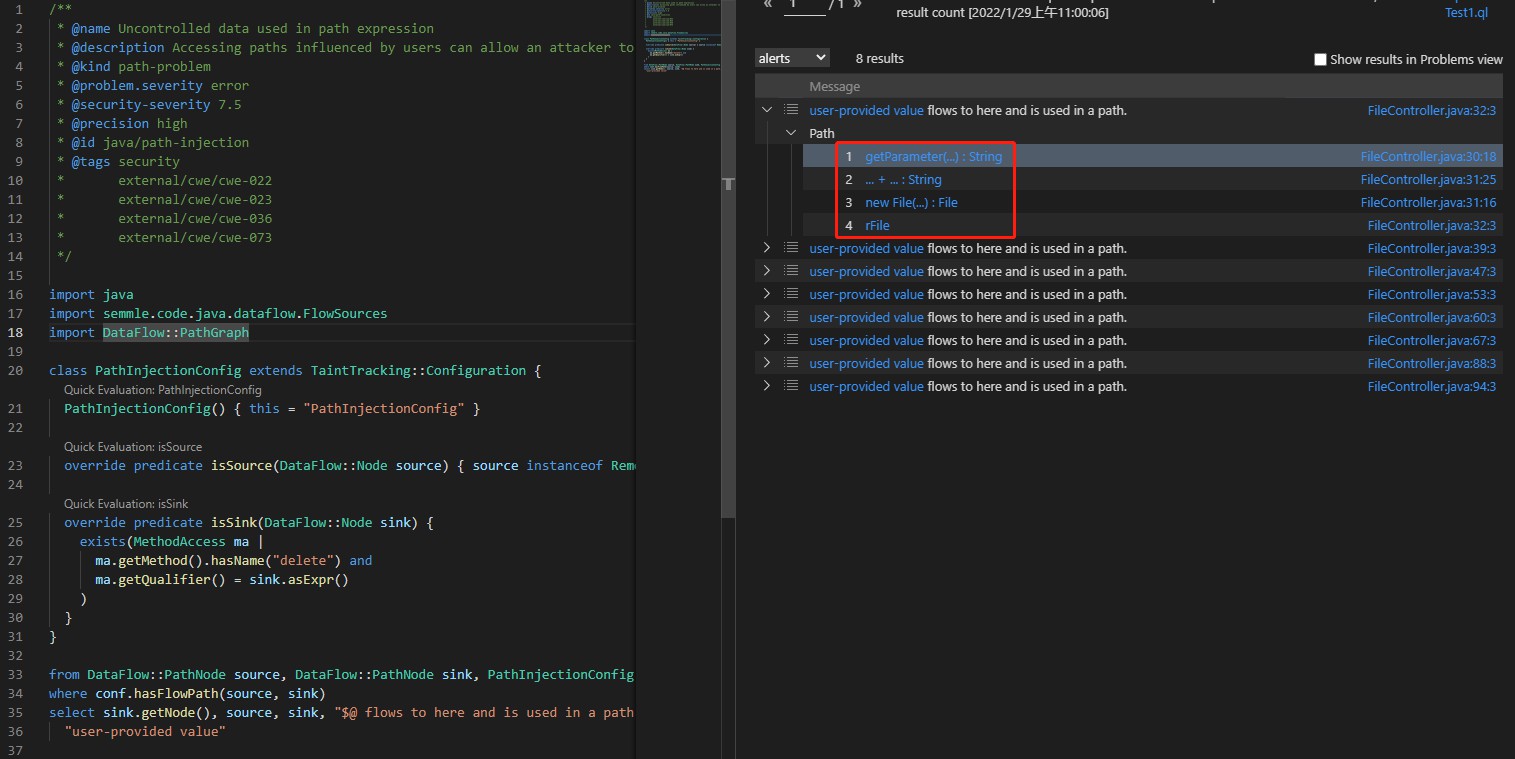 1 /**
2 * @name Uncontrolled data used in path expression
3 * @description Accessing paths influenced by users can allow an attacker to
4 * @kind path-problem
5 * @problem.severity error
6 * @security-severity 7.5
7 * @precision high
8 * @id java/path-injection
9 * @tags security
10 * external/cwe/cwe-022
11 * external/cwe/cwe-023
12 * external/cwe/cwe-036
13 * external/cwe/cwe-073
14 */
15
16 import java
17 import semmle.code.java.dataflow.FlowSources
18 import DataFlow::PathGraph
19
20 class PathInjectionConfig extends TaintTracking::Configuration {
Quick Evaluation: PathInjectionConfig
21 PathInjectionConfig() { this = "PathInjectionConfig" }
22
Quick Evaluation: isSource
23 override predicate isSource(DataFlow::Node source) { source instanceof Rem
24
Quick Evaluation: isSink
25 override predicate isSink(DataFlow::Node sink) {
26 exists(MethodAccess ma |
27 ma.getMethod().hasName("delete") and
28 ma.getQualifier() = sink.asExpr()
29 )
30 }
31 }
32
33 from DataFlow::PathNode source, DataFlow::PathNode sink, PathInjectionConfig
34 where conf.hasFlowPath(source, sink)
35 select sink.getNode(), source, sink, "$@ flows to here and is used in a path
36 "user-provided value"
37
« 1 / 1 »
result count [2022/1/29上午11:00:06] Test1.ql
alerts 8 results Show results in Problems view
Message
user-provided value flows to here and is used in a path. FileController.java:32:3
Path
1 getParameter(...) : String FileController.java:30:18
2 ... + ... : String FileController.java:31:25
3 new File(...) : File FileController.java:31:16
4 rFile FileController.java:32:3
user-provided value flows to here and is used in a path. FileController.java:39:3
user-provided value flows to here and is used in a path. FileController.java:47:3
user-provided value flows to here and is used in a path. FileController.java:53:3
user-provided value flows to here and is used in a path. FileController.java:60:3
user-provided value flows to here and is used in a path. FileController.java:67:3
user-provided value flows to here and is used in a path. FileController.java:88:3
user-provided value flows to here and is used in a path. FileController.java:94:3